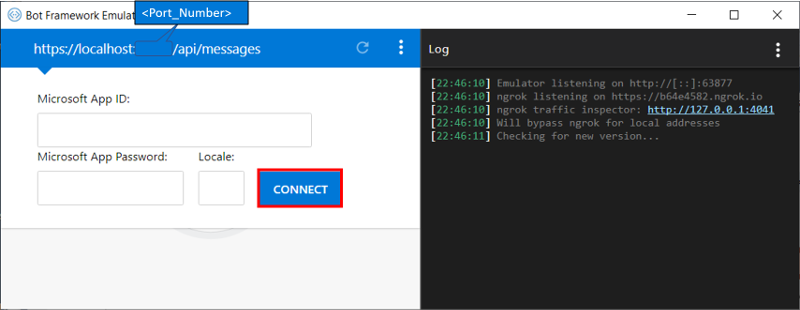 Bot Framework Emulat
<Port_Number>
https://localhost: /api/messages
Microsoft App ID:
Microsoft App Password:
Locale:
CONNECT
Log
[22:46:10] Emulator listening on http://[::]:63877
[22:46:10] ngrok listening on https://b64e4582.ngrok.io
[22:46:10] ngrok traffic inspector: http://127.0.0.1:4041
[22:46:10] Will bypass ngrok for local addresses
[22:46:11] Checking for new version...